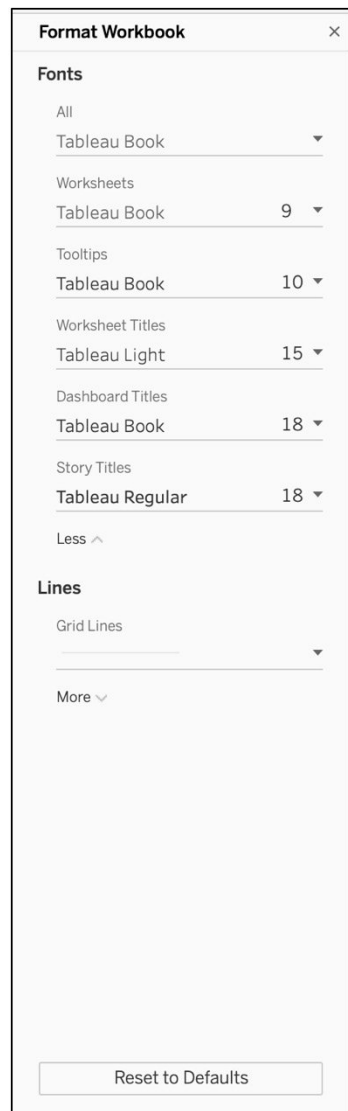 Format Workbook
Fonts
All
Tableau Book
Worksheets
Tableau Book 9
Tooltips
Tableau Book 10
Worksheet Titles
Tableau Light 15
Dashboard Titles
Tableau Book 18
Story Titles
Tableau Regular 18
Less
Lines
Grid Lines
More
Reset to Defaults